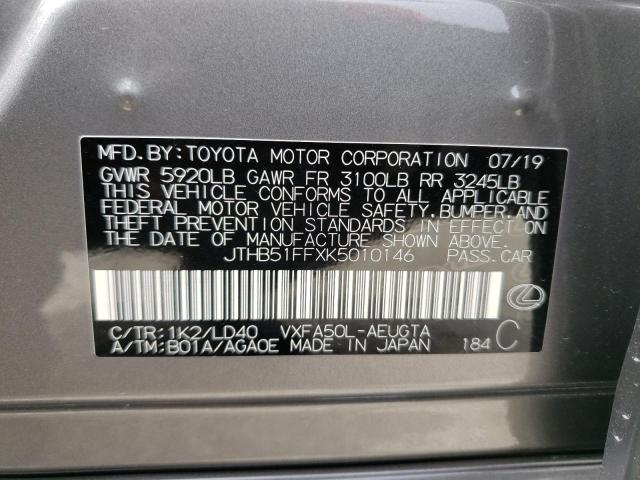 MFD.BY:TOYOTA MOTOR CORPORATION 07/19
GVWR 5920LB GAWR FR 3100LB RR 3245LB
THIS VEHICLE CONFORMS TO ALL APPLICABLE
FEDERAL MOTOR VEHICLE SAFETY, BUMPER, AND
THEFT PREVENTION STANDARDS IN EFFECT ON
THE DATE OF MANUFACTURE SHOWN ABOVE.
JTHB51FFXK5010146 PASS.CAR
C/TR:1K2/LD40 VXFA50L-AEUGTA
A/TM:B01A/AGA0E MADE IN JAPAN 184 C